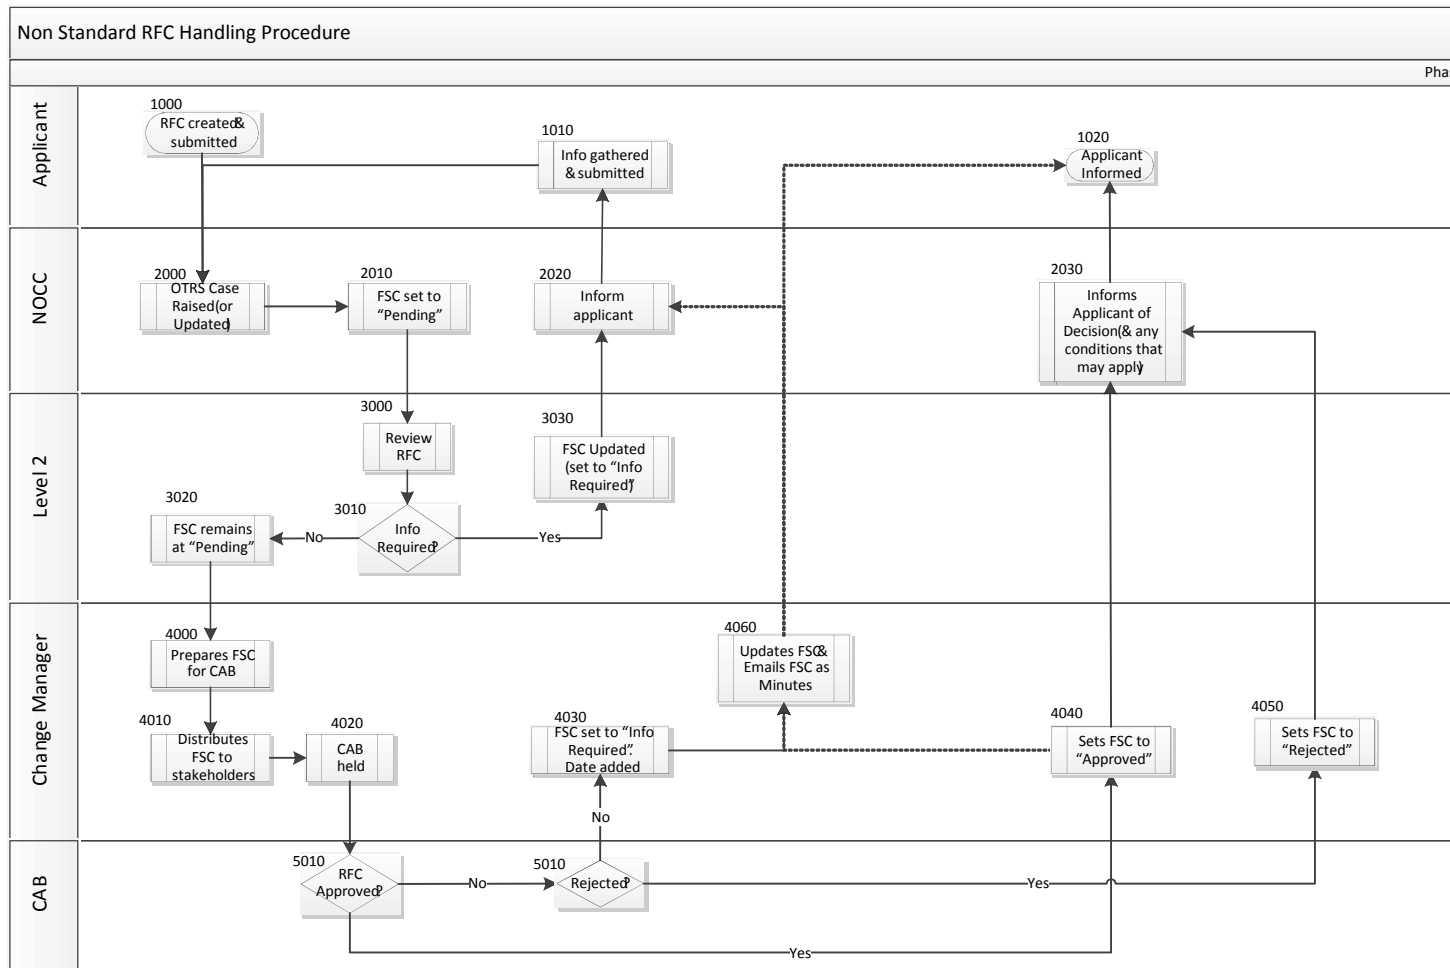 Non Standard RFC Handling Procedure
Phas
Applicant
1000
RFC created&
submitted
1010
Info gathered
& submitted
1020
Applicant
Informed
NOCC
2000
OTRS Case
Raised(or
Updated)
2010
FSC set to
“Pending”
2020
Inform
applicant
2030
Informs
Applicant of
Decision(& any
conditions that
may apply)
Level 2
3000
Review
RFC
3010
Info
Required?
No
Yes
3020
FSC remains
at “Pending”
3030
FSC Updated
(set to “Info
Required”)
Change Manager
4000
Prepares FSC
for CAB
4010
Distributes
FSC to
stakeholders
4020
CAB
held
4030
FSC set to “Info
Required”.
Date added
4060
Updates FSC&
Emails FSC as
Minutes
4040
Sets FSC to
“Approved”
4050
Sets FSC to
“Rejected”
No
CAB
5010
RFC
Approved?
No
5010
Rejected?
Yes
Yes